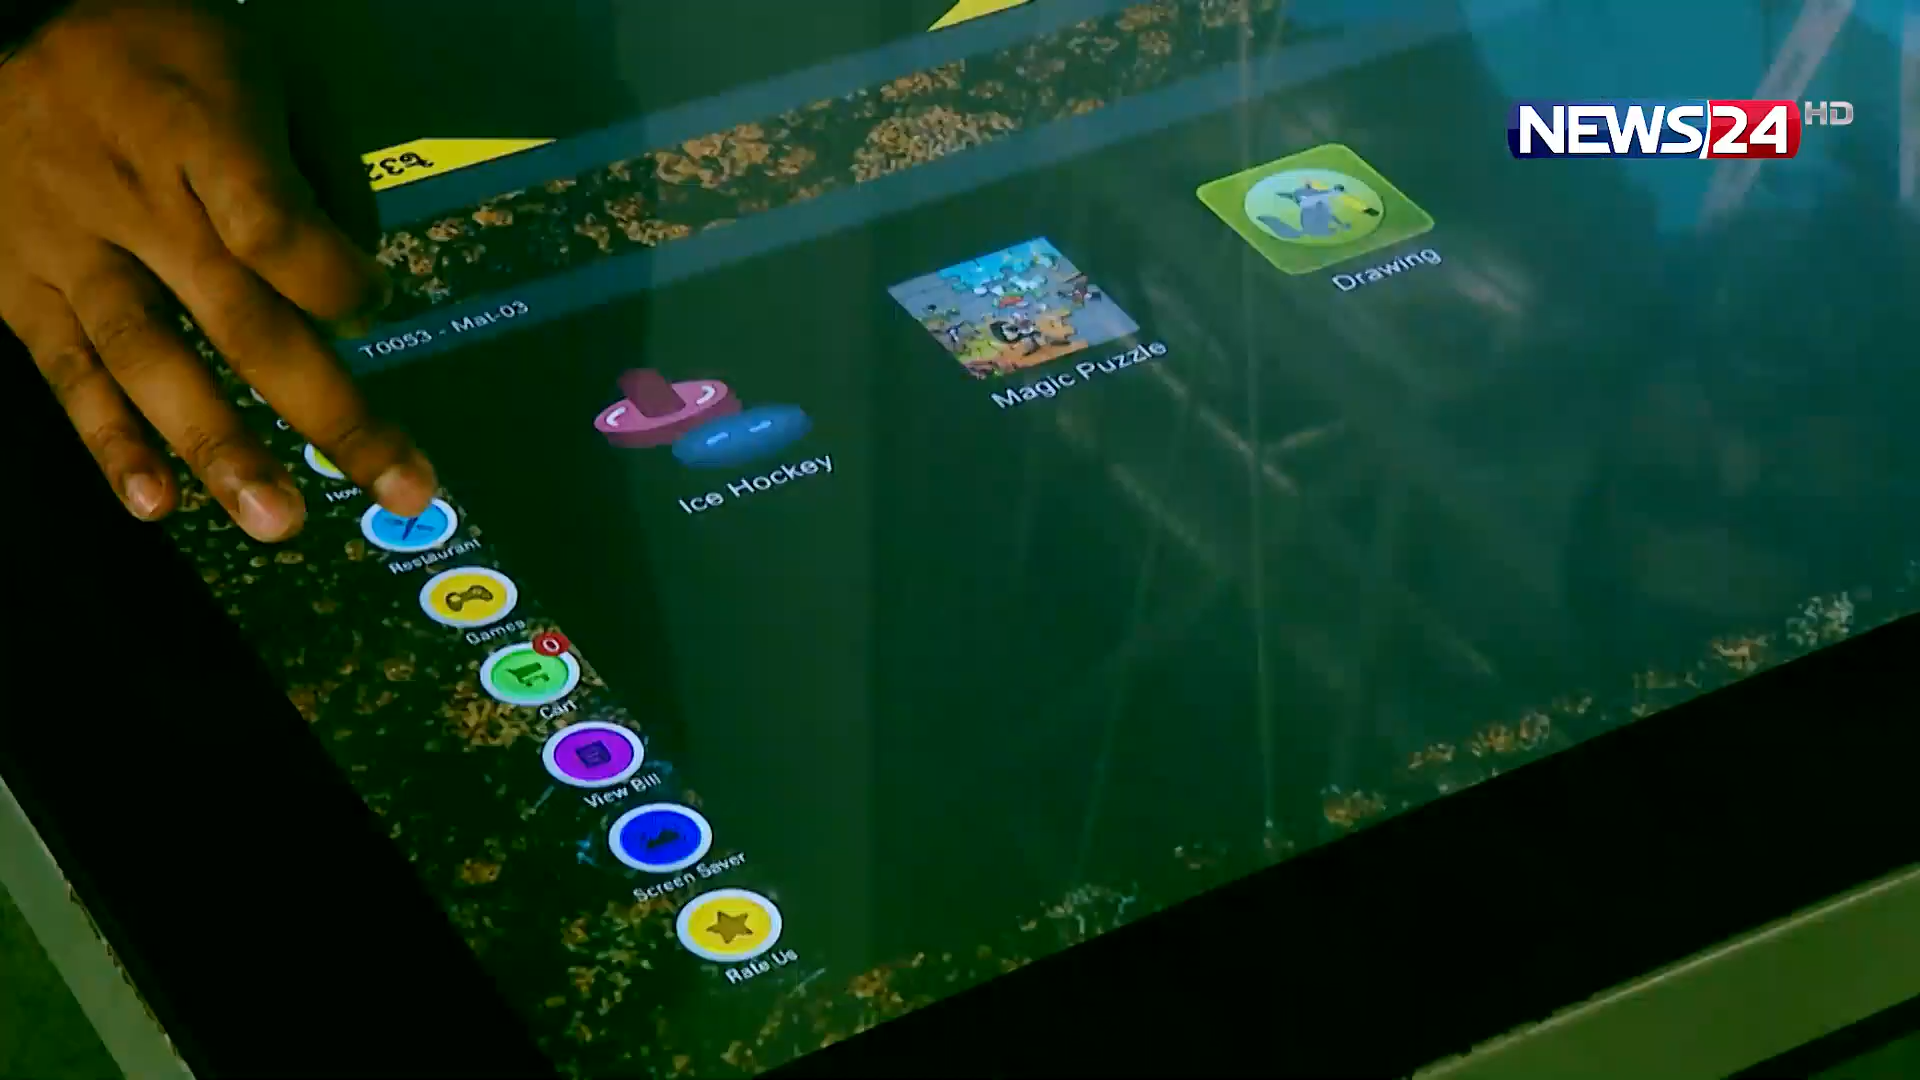 NEWS24 HD
T0053 - Mat-03
Drawing
Magic Puzzle
Ice Hockey
Restaurant
Games
0
Cart
View Bill
Screen Saver
Rate Us